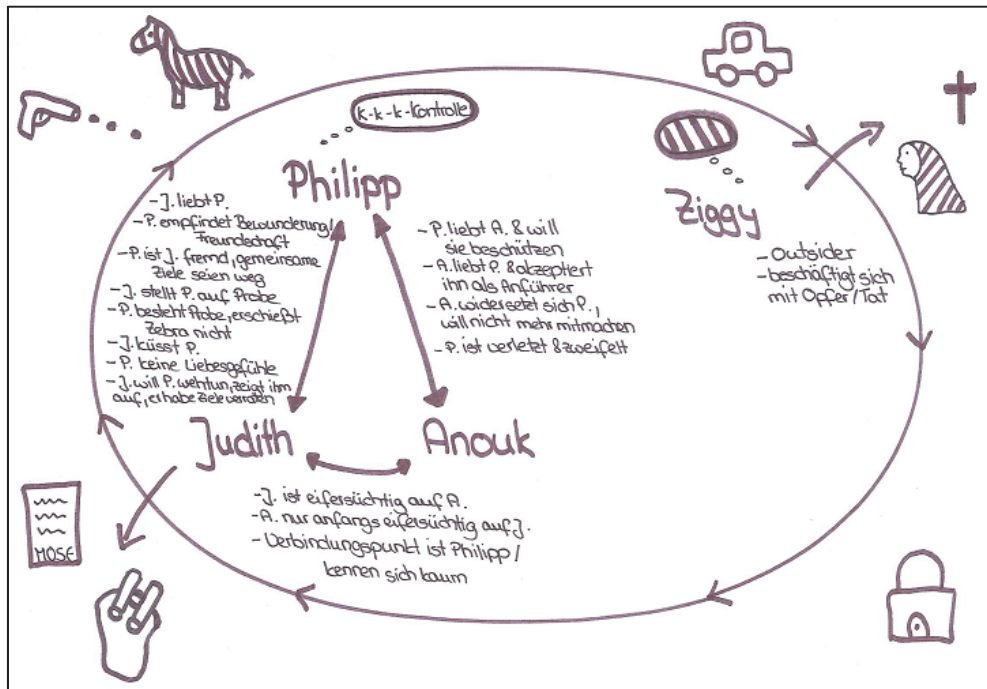 K-K-K-Kontrolle
Philipp
- J. liebt P.
- P. empfindet Bewunderung/
Freundschaft
- P. ist J. fremd, gemeinsame
Ziele seien weg
- J. stellt P. auf Probe
- P. besteht Probe, erschießt
Zebra nicht
- J. küsst P.
- P. keine Liebesgefühle
- J. will P. wehtun, zeigt ihm
auf, er habe Ziele verraten
- P. liebt A. & will
sie beschützen
- A. liebt P. & akzeptiert
ihn als Anführer
- A. widersetzt sich P.,
will nicht mehr mitmachen
- P. ist verletzt & zweifelt
Ziggy
- Outsider
- beschäftigt sich
mit Opfer/Tat
Judith
Anouk
- J. ist eifersüchtig auf A.
- A. nur anfangs eifersüchtig auf J.
- Verbindungspunkt ist Philipp/
kennen sich kaum
MOSE